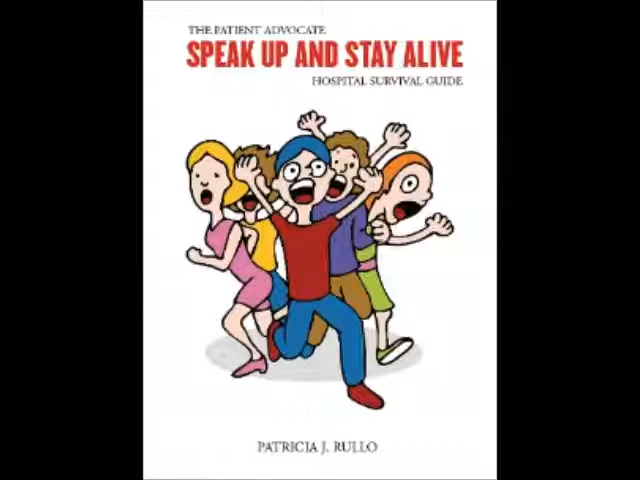 THE PATIENT ADVOCATE
SPEAK UP AND STAY ALIVE
HOSPITAL SURVIVAL GUIDE
PATRICIA J. RULLO